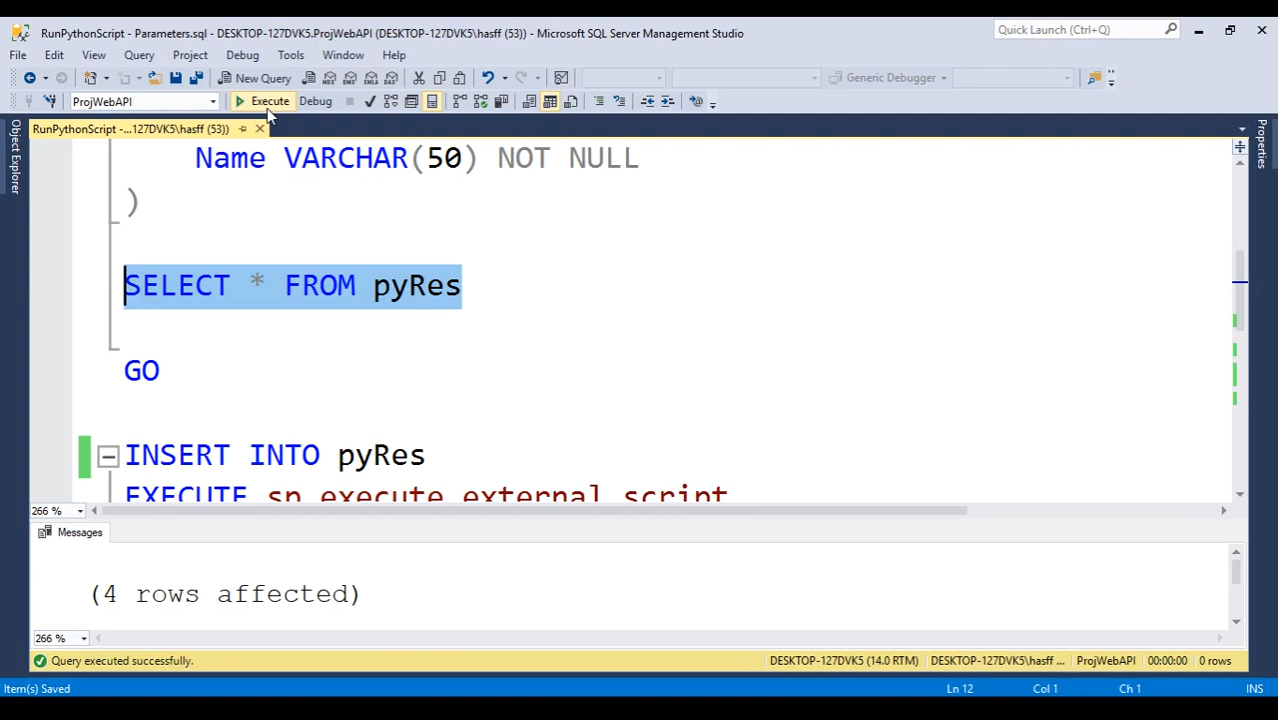 RunPythonScript - Parameters.sql - DESKTOP-127DVK5.ProjWebAPI (DESKTOP-127DVK5\hasff (53)) - Microsoft SQL Server Management Studio
Quick Launch (Ctrl+Q)
File Edit View Query Project Debug Tools Window Help
New Query
Generic Debugger
ProjWebAPI
Execute Debug
RunPythonScript -...127DVK5\hasff (53))
Object Explorer
Properties
Name VARCHAR(50) NOT NULL
)
SELECT * FROM pyRes
GO
INSERT INTO pyRes
EXECUTE sp_execute_external_script
266 %
Messages
(4 rows affected)
266 %
Query executed successfully.
DESKTOP-127DVK5 (14.0 RTM) DESKTOP-127DVK5\hasff ... ProjWebAPI 00:00:00 0 rows
Item(s) Saved
Ln 12 Col 1 Ch 1 INS